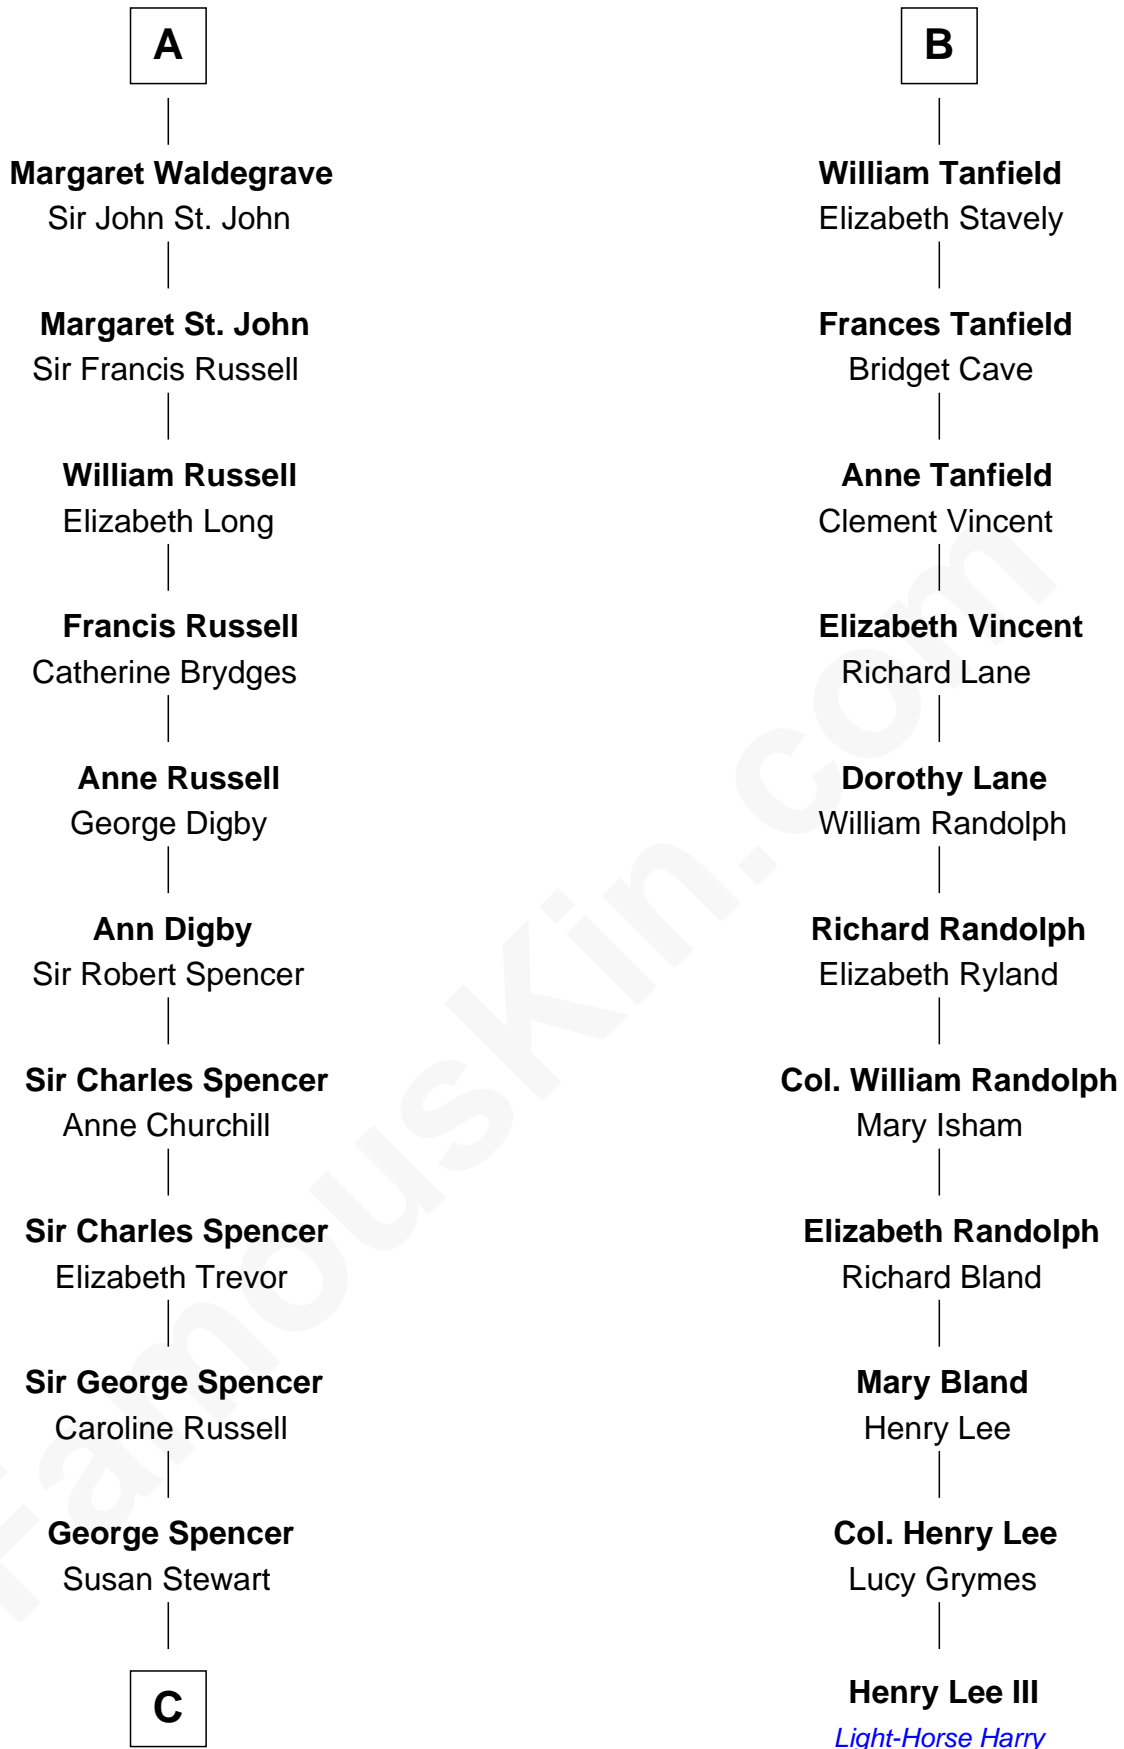 A
Margaret Waldegrave
Sir John St. John
Margaret St. John
Sir Francis Russell
William Russell
Elizabeth Long
Francis Russell
Catherine Brydges
Anne Russell
George Digby
Ann Digby
Sir Robert Spencer
Sir Charles Spencer
Anne Churchill
Sir Charles Spencer
Elizabeth Trevor
Sir George Spencer
Caroline Russell
George Spencer
Susan Stewart
C
B
William Tanfield
Elizabeth Stavely
Frances Tanfield
Bridget Cave
Anne Tanfield
Clement Vincent
Elizabeth Vincent
Richard Lane
Dorothy Lane
William Randolph
Richard Randolph
Elizabeth Ryland
Col. William Randolph
Mary Isham
Elizabeth Randolph
Richard Bland
Mary Bland
Henry Lee
Col. Henry Lee
Lucy Grymes
Henry Lee III
Light-Horse Harry
FamousKin.com